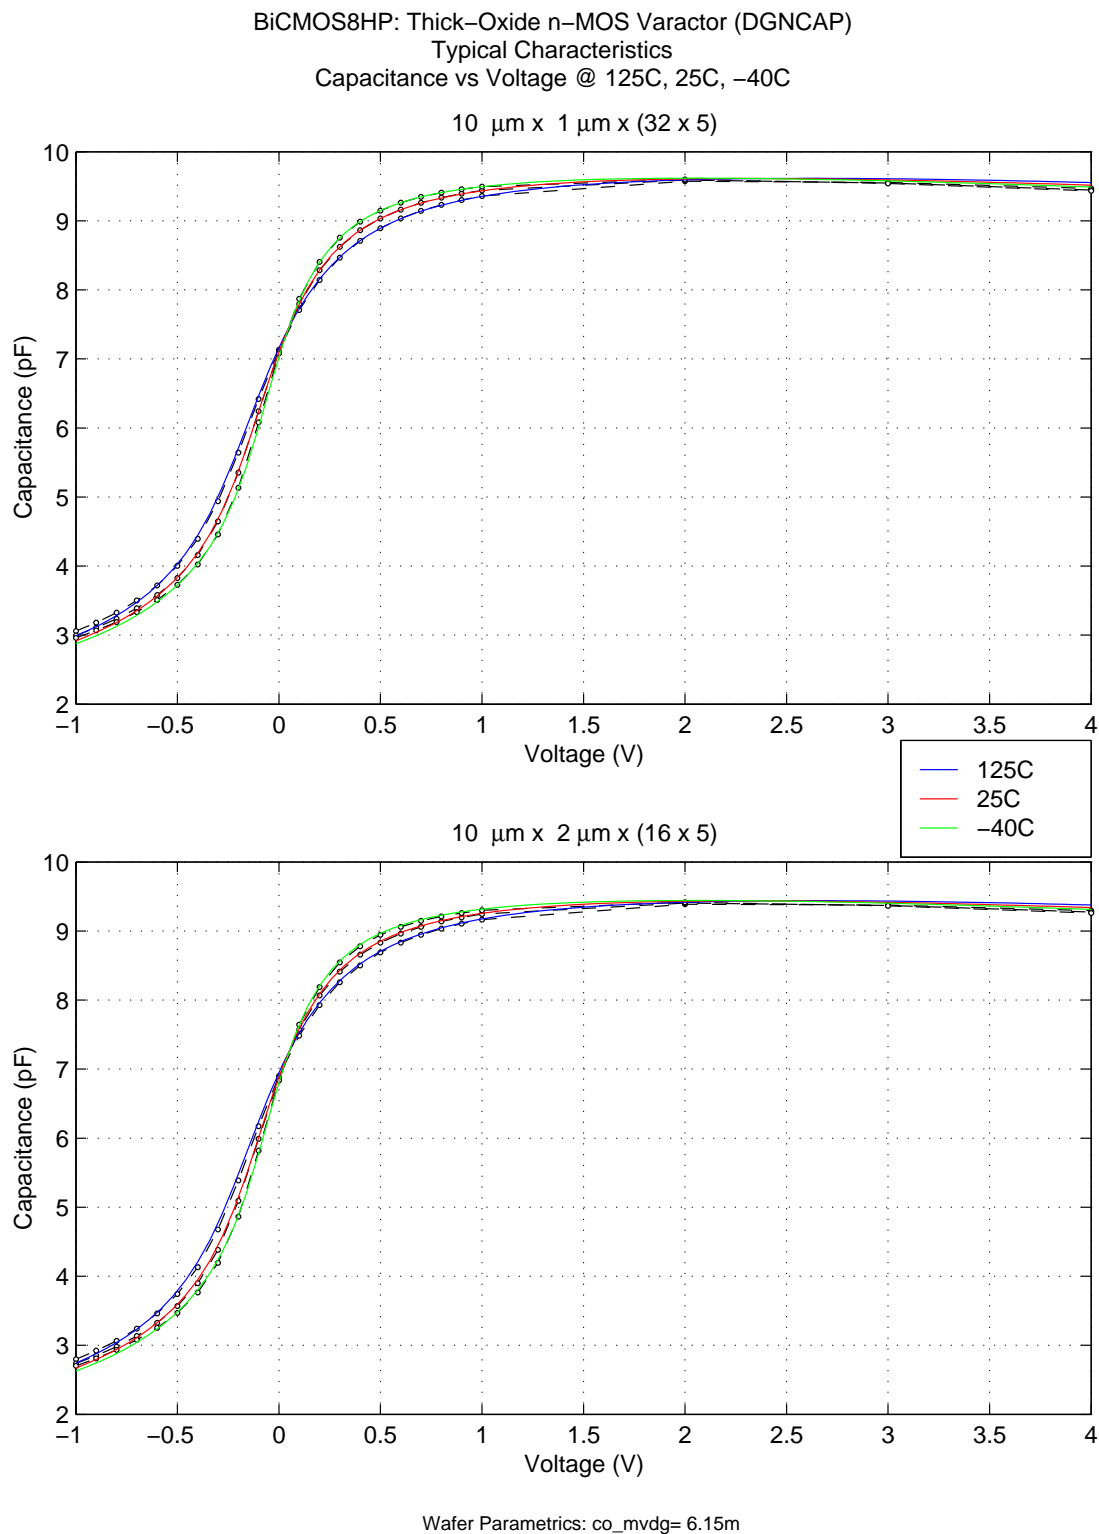 BiCMOS8HP: Thick−Oxide n−MOS Varactor (DGNCAP)
Typical Characteristics
Capacitance vs Voltage @ 125C, 25C, −40C
10 μm x 1 μm x (32 x 5)
10
9
8
7
6
5
4
3
2
Capacitance (pF)
−1 −0.5 0 0.5 1 1.5 2 2.5 3 3.5 4
Voltage (V)
125C
25C
−40C
10 μm x 2 μm x (16 x 5)
10
9
8
7
6
5
4
3
2
Capacitance (pF)
−1 −0.5 0 0.5 1 1.5 2 2.5 3 3.5 4
Voltage (V)
Wafer Parametrics: co_mvdg= 6.15m